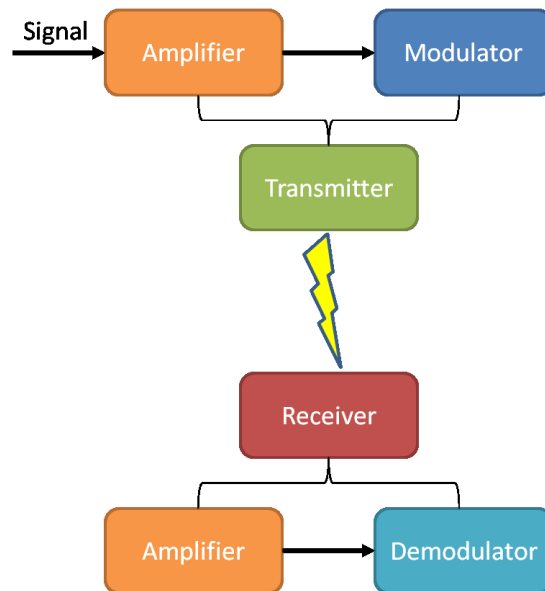 Signal
Amplifier
Modulator
Transmitter
Receiver
Amplifier
Demodulator